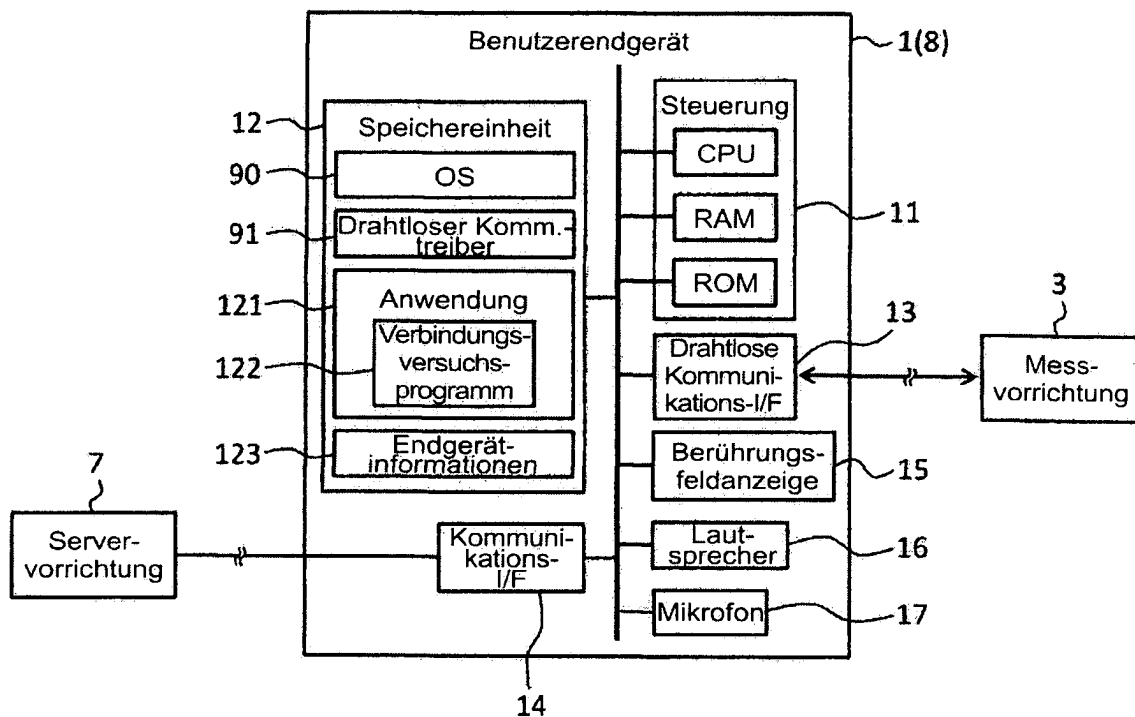 Benutzerendgerät
1(8)
12
Speichereinheit
90
OS
91
Drahtloser Komm.-
treiber
121
Anwendung
122
Verbindungs-
versuchs-
programm
123
Endgerät-
informationen
Steuerung
CPU
RAM
ROM
11
13
Drahtlose
Kommuni-
kations-I/F
3
Mess-
vorrichtung
Berührungs-
feldanzeige
15
7
Server-
vorrichtung
Kommuni-
kations-
I/F
14
Laut-
sprecher
16
Mikrofon
17